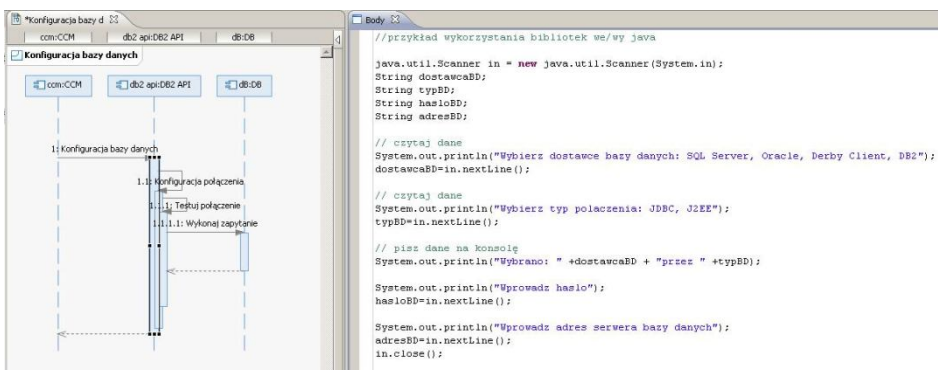 *Konfiguracja bazy d
ccm:CCM
db2 api:DB2 API
dB:DB
Konfiguracja bazy danych
ccm:CCM
db2 api:DB2 API
dB:DB
1: Konfiguracja bazy danych
1.1: Konfiguracja połączenia
1.1.1: Testuj połączenie
1.1.1.1: Wykonaj zapytanie
Body
//przykład wykorzystania bibliotek we/wy java
java.util.Scanner in = new java.util.Scanner(System.in);
String dostawcaBD;
String typBD;
String hasloBD;
String adresBD;
// czytaj dane
System.out.println("Wybierz dostawce bazy danych: SQL Server, Oracle, Derby Client, DB2");
dostawcaBD=in.nextLine();
// czytaj dane
System.out.println("Wybierz typ polaczenia: JDBC, J2EE");
typBD=in.nextLine();
// pisz dane na konsolę
System.out.println("Wybrano: " +dostawcaBD + "przez " +typBD);
System.out.println("Wprowadz haslo");
hasloBD=in.nextLine();
System.out.println("Wprowadz adres serwera bazy danych");
adresBD=in.nextLine();
in.close();